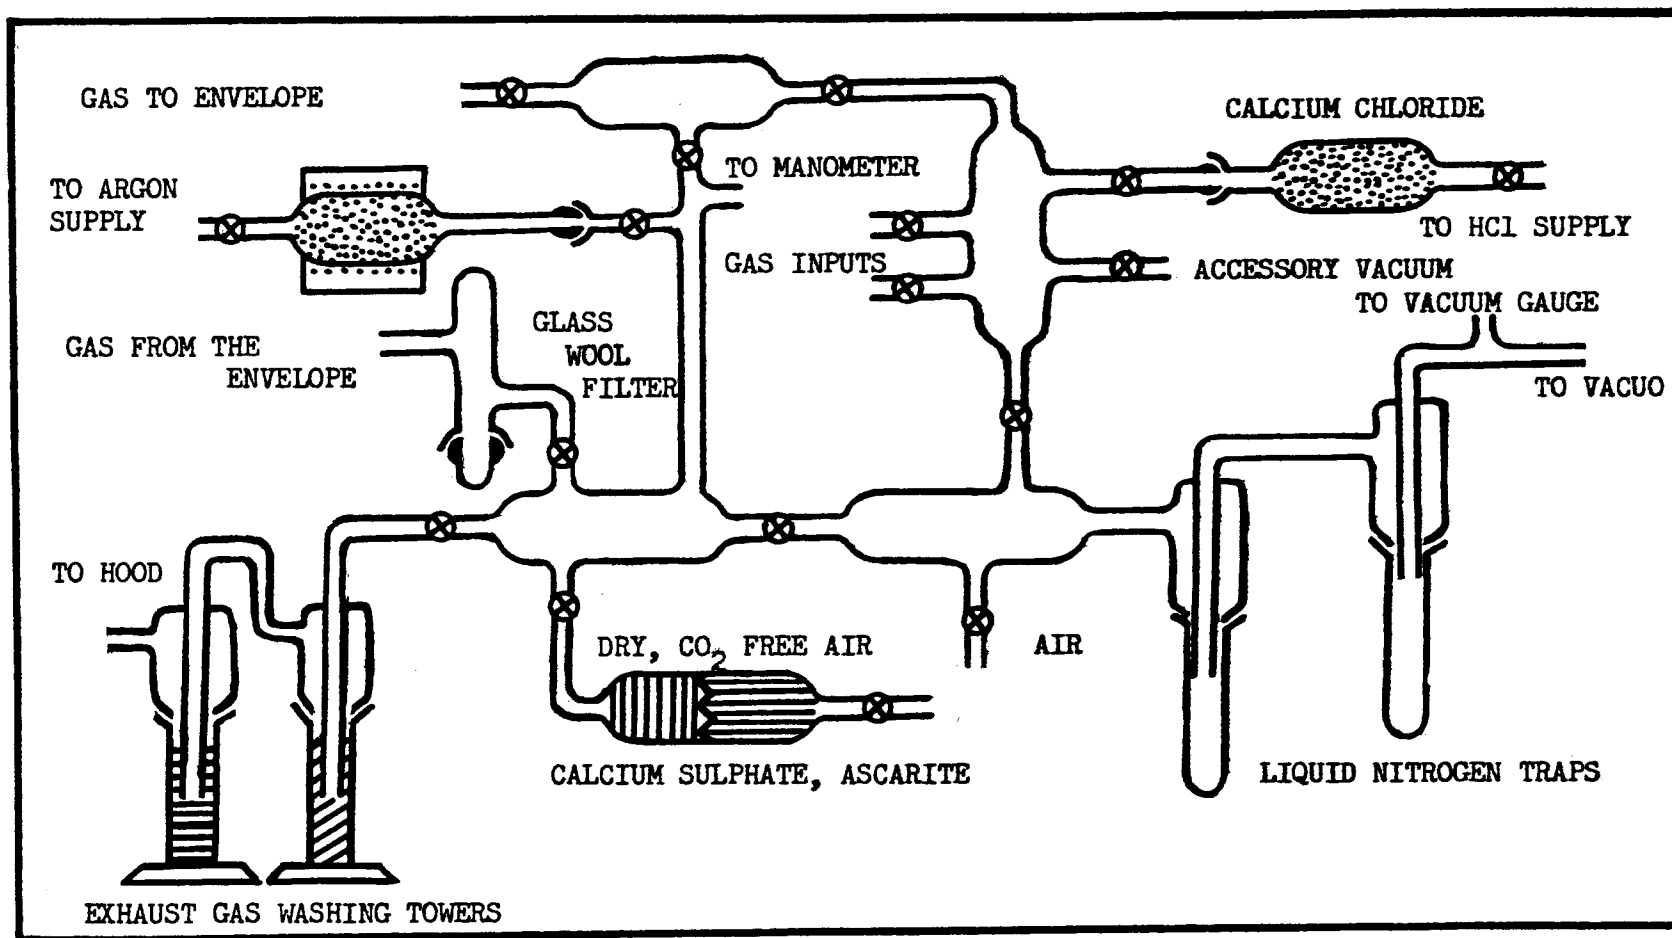 GAS TO ENVELOPE
CALCIUM CHLORIDE
TO MANOMETER
TO ARGON
SUPPLY
TO HCl SUPPLY
GAS INPUTS
ACCESSORY VACUUM
TO VACUUM GAUGE
GLASS
WOOL
FILTER
GAS FROM THE
ENVELOPE
TO VACUO
TO HOOD
DRY, CO2 FREE AIR
AIR
CALCIUM SULPHATE, ASCARITE
LIQUID NITROGEN TRAPS
EXHAUST GAS WASHING TOWERS